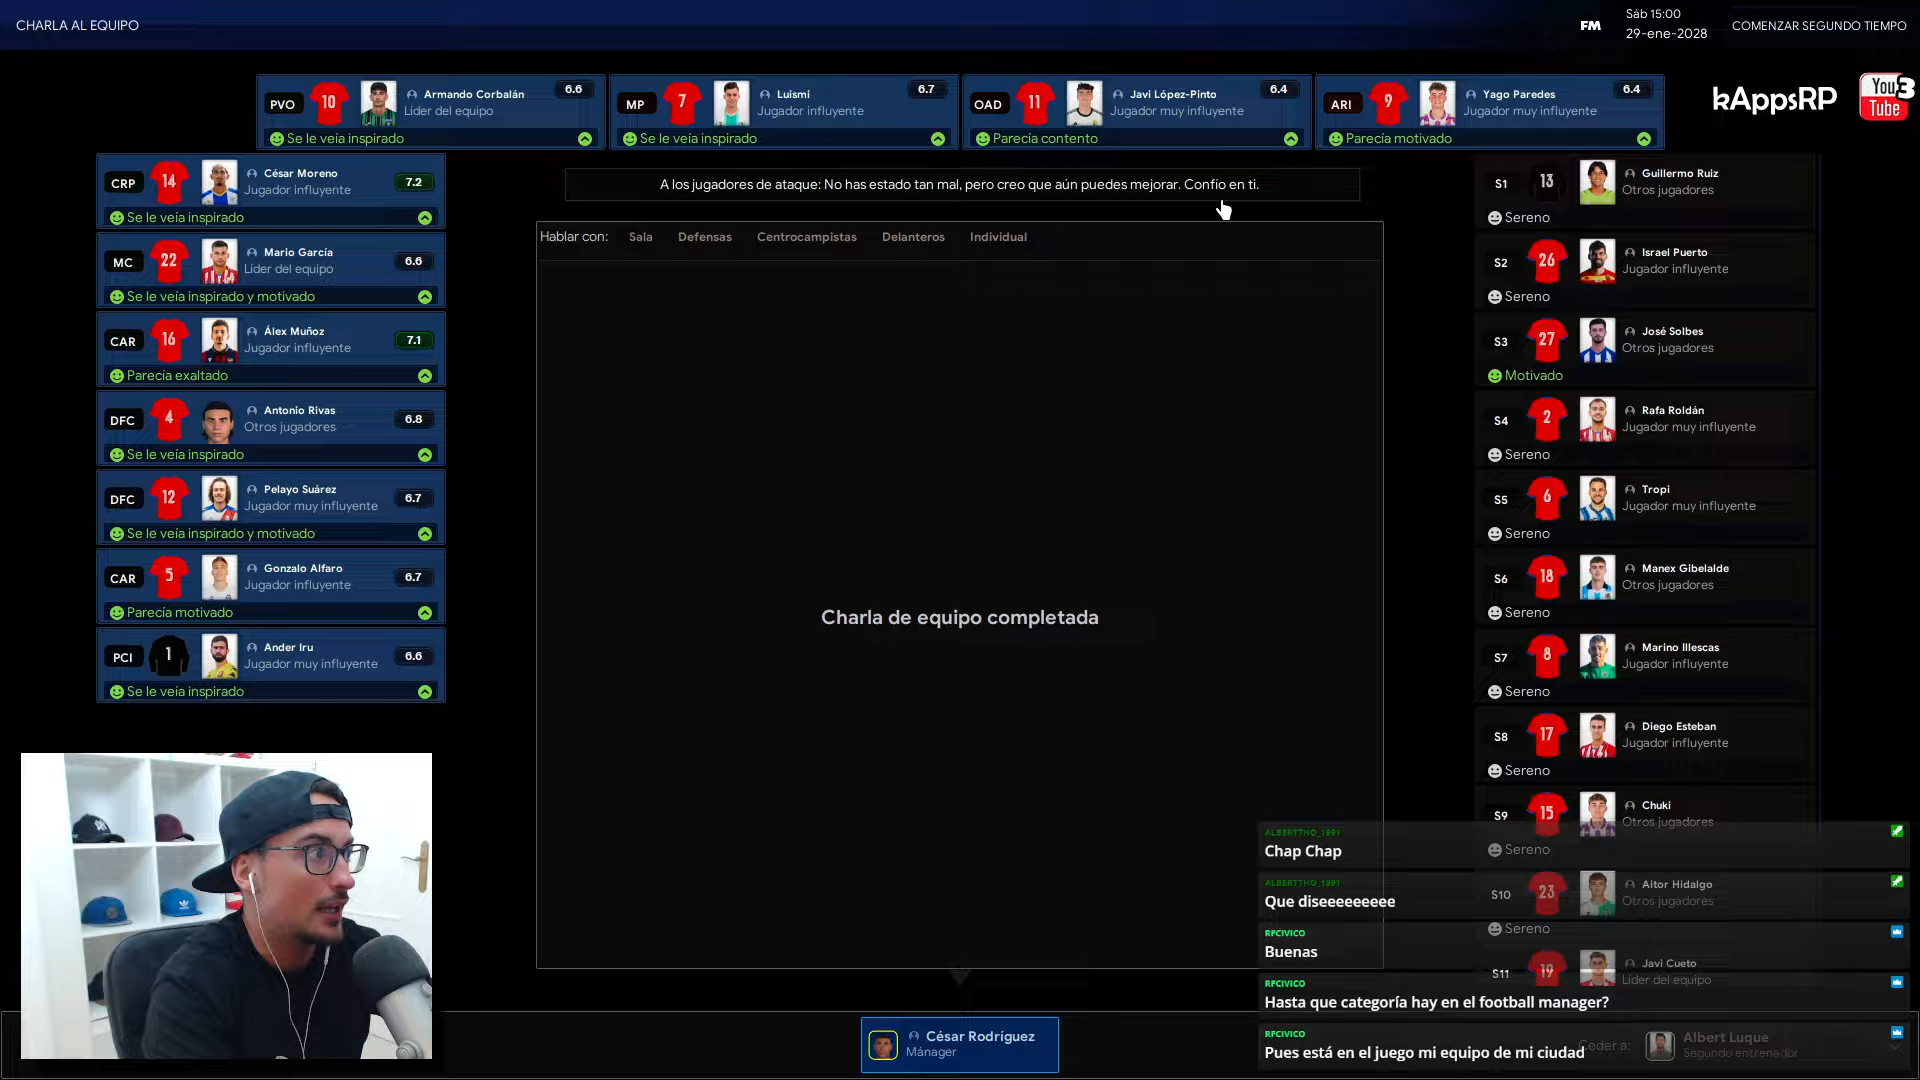 CHARLA AL EQUIPO
FM
Sáb 15:00
29-ene-2028
COMENZAR SEGUNDO TIEMPO
kAppsRP
You3
Tube
PVO 10 Armando Corbalán 6.6
Líder del equipo
Se le veía inspirado
MP 7 Luismi 6.7
Jugador influyente
Se le veía inspirado
OAD 11 Javi López-Pinto 6.4
Jugador muy influyente
Parecía contento
ARI 9 Yago Paredes 6.4
Jugador muy influyente
Parecía motivado
CRP 14 César Moreno 7.2
Jugador influyente
Se le veía inspirado
MC 22 Mario García 6.6
Líder del equipo
Se le veía inspirado y motivado
CAR 16 Álex Muñoz 7.1
Jugador influyente
Parecía exaltado
DFC 4 Antonio Rivas 6.8
Otros jugadores
Se le veía inspirado
DFC 12 Pelayo Suárez 6.7
Jugador muy influyente
Se le veía inspirado y motivado
CAR 5 Gonzalo Alfaro 6.7
Jugador influyente
Parecía motivado
PCI 1 Ander Iru 6.6
Jugador muy influyente
Se le veía inspirado
A los jugadores de ataque: No has estado tan mal, pero creo que aún puedes mejorar. Confío en ti.
Hablar con: Sala Defensas Centrocampistas Delanteros Individual
Charla de equipo completada
S1 13 Guillermo Ruiz
Otros jugadores
Sereno
S2 26 Israel Puerto
Jugador influyente
Sereno
S3 27 José Solbes
Otros jugadores
Motivado
S4 2 Rafa Roldán
Jugador muy influyente
Sereno
S5 6 Tropi
Jugador muy influyente
Sereno
S6 18 Manex Gibelalde
Otros jugadores
Sereno
S7 8 Marino Illescas
Jugador influyente
Sereno
S8 17 Diego Esteban
Jugador influyente
Sereno
S9 15 Chuki
Otros jugadores
Sereno
S10 23 Aitor Hidalgo
Otros jugadores
Sereno
S11 19 Javi Cueto
Líder del equipo
ALBERTTHO_1991
Chap Chap
ALBERTTHO_1991
Que diseeeeeeeee
RFCIVICO
Buenas
RFCIVICO
Hasta que categoría hay en el football manager?
RFCIVICO
Pues está en el juego mi equipo de mi ciudad
César Rodríguez
Mánager
Ceder a: Albert Luque
Segundo entrenador